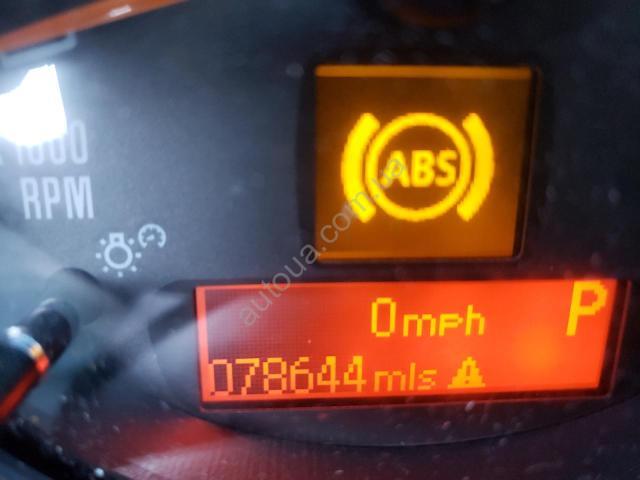 x 1000
RPM
ABS
autoua.com.ua
0mph P
078644mls